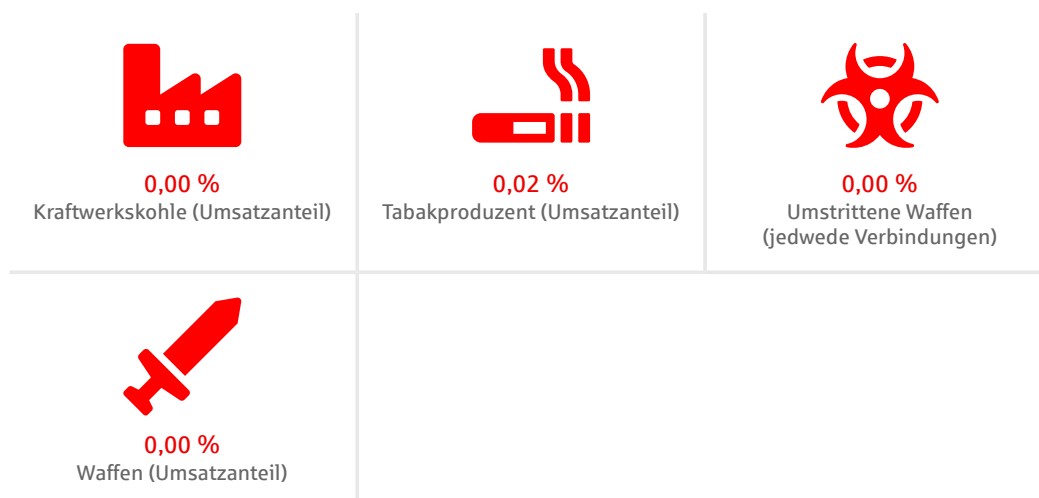 0,00 %
Kraftwerkskohle (Umsatzanteil)
0,02 %
Tabakproduzent (Umsatzanteil)
0,00 %
Umstrittene Waffen
(jedwede Verbindungen)
0,00 %
Waffen (Umsatzanteil)